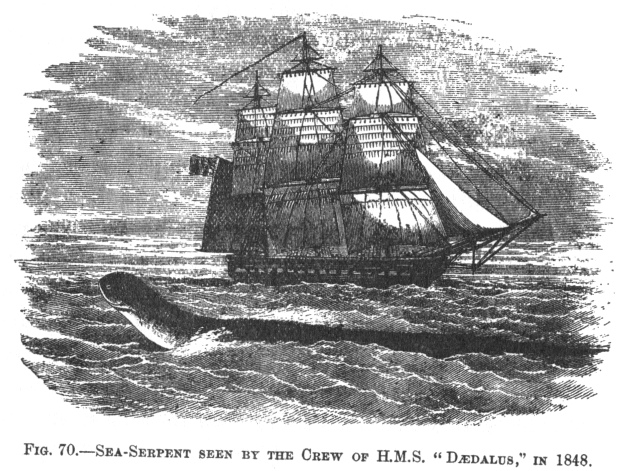 Fig. 70.—Sea-Serpent seen by the Crew of H.M.S. “Dædalus,” in 1848.